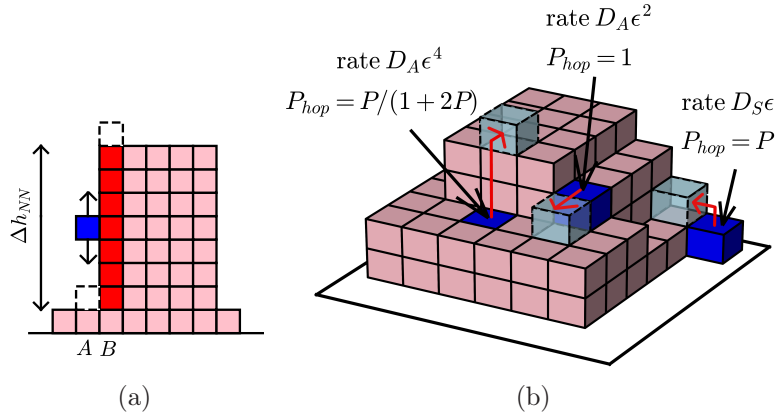 Δh_{NN}
A B
(a)
rate D_Aϵ^4
P_{hop} = P/(1 + 2P)
rate D_Aϵ^2
P_{hop} = 1
rate D_Sϵ
P_{hop} = P
(b)